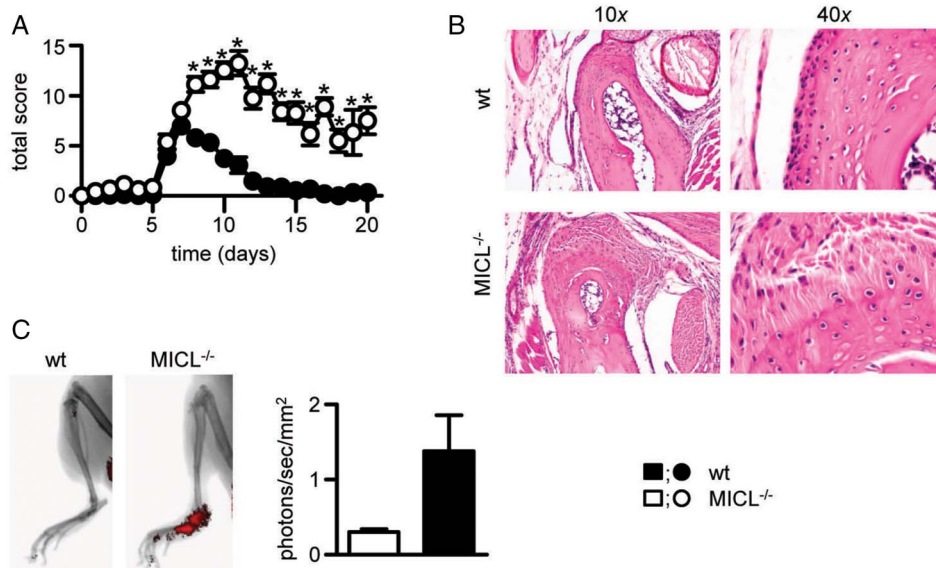 A
total score
15
10
5
0
* * * * * * * * * * * * *
0 5 10 15 20
time (days)
B
10x 40x
wt
MICL-/-
C
wt MICL-/-
photons/sec/mm2
2
1
0
; wt
; MICL-/-